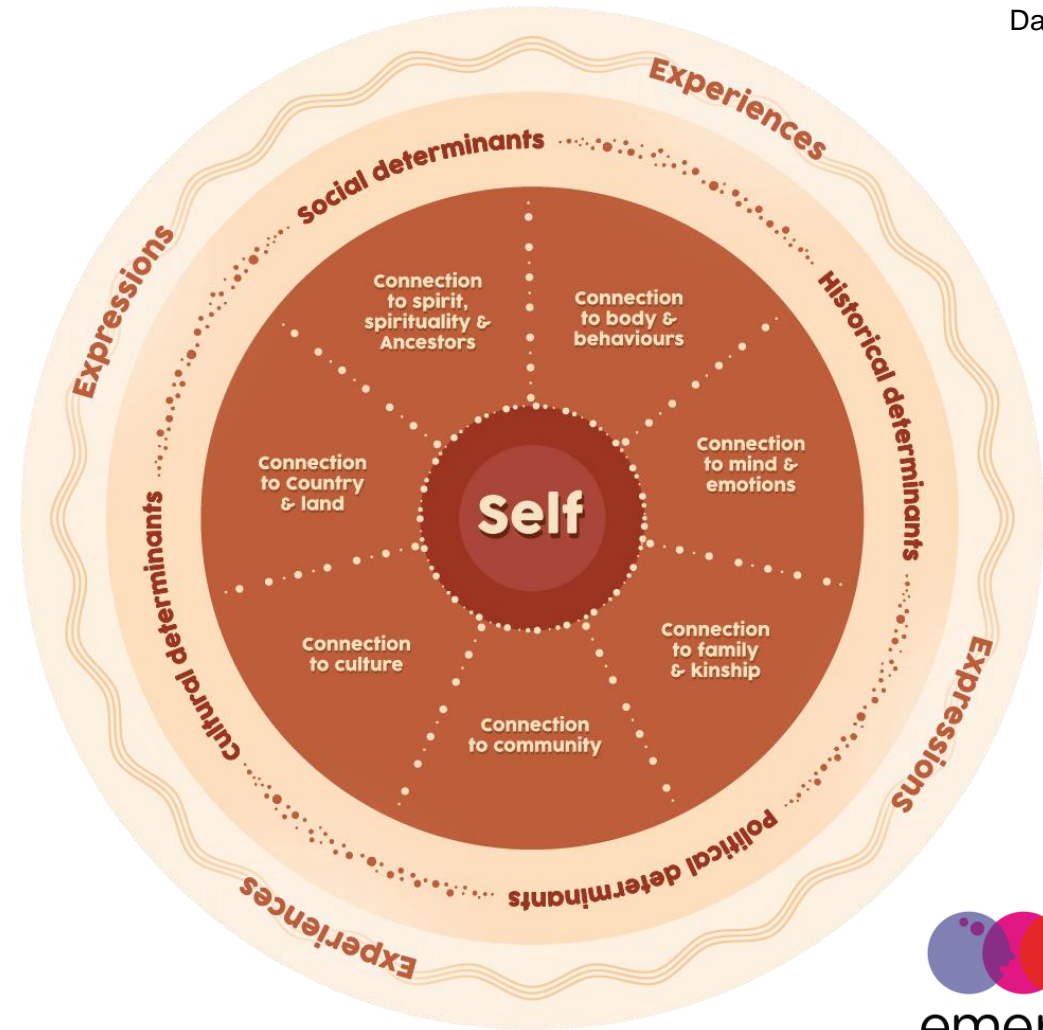 Da
Experiences
Social determinants
Expressions
Historical determinants
Connection
to spirit,
spirituality &
Ancestors
Connection
to body &
behaviours
Connection
to Country
& land
Connection
to mind &
emotions
Self
Cultural determinants
Connection
to culture
Connection
to family
& kinship
Connection
to community
Expressions
Political determinants
Experiences
emer